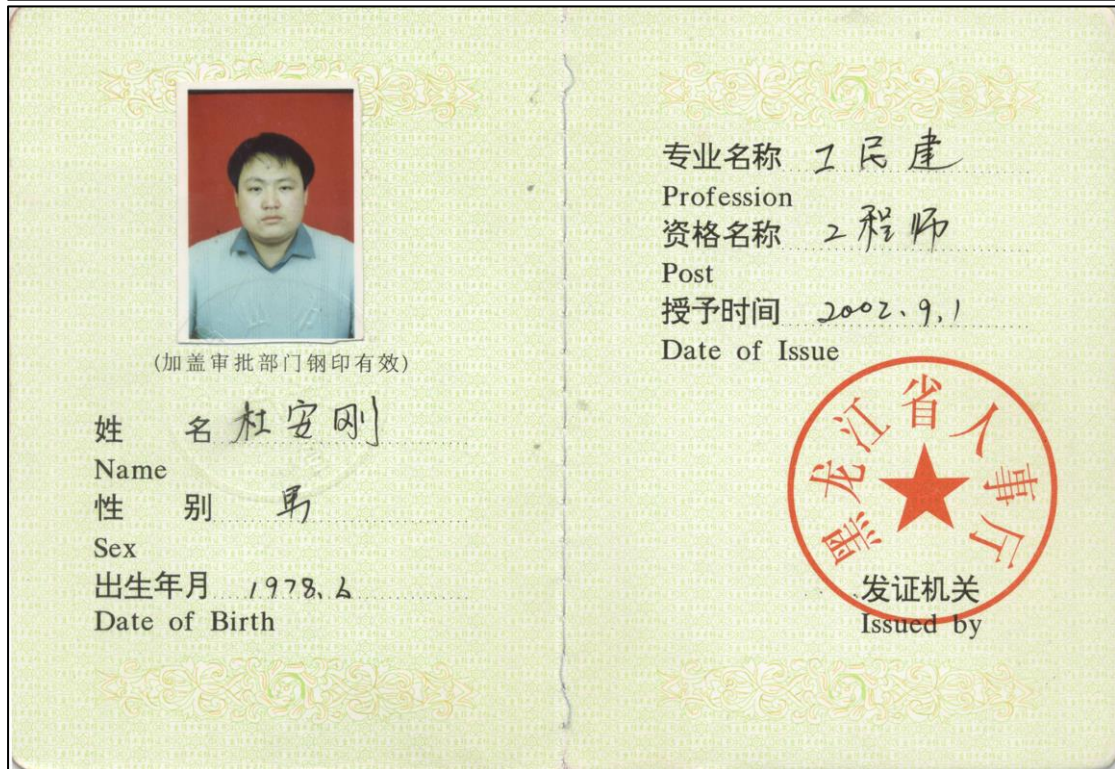 (加盖审批部门钢印有效)
姓 名 杜安刚
Name
性 别 男
Sex
出生年月 1978.6
Date of Birth
专业名称 工民建
Profession
资格名称 工程师
Post
授予时间 2002.9.1
Date of Issue
黑龙江省人事厅
发证机关
Issued by